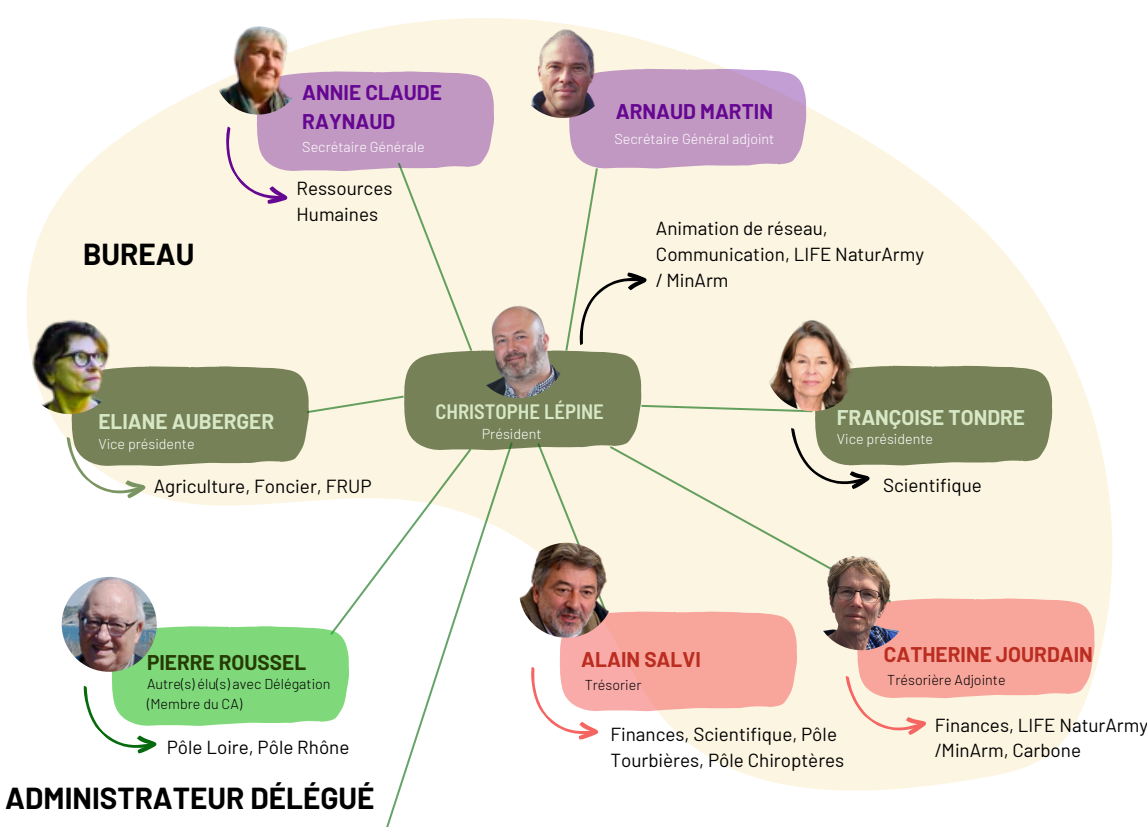 ANNIE CLAUDE
RAYNAUD
Secrétaire Générale
Ressources
Humaines
ARNAUD MARTIN
Secrétaire Général adjoint
BUREAU
Animation de réseau,
Communication, LIFE NaturArmy
/ MinArm
ELIANE AUBERGER
Vice présidente
Agriculture, Foncier, FRUP
CHRISTOPHE LÉPINE
Président
FRANÇOISE TONDRE
Vice présidente
Scientifique
PIERRE ROUSSEL
Autre(s) élu(s) avec Délégation
(Membre du CA)
Pôle Loire, Pôle Rhône
ALAIN SALVI
Trésorier
Finances, Scientifique, Pôle
Tourbières, Pôle Chiroptères
CATHERINE JOURDAIN
Trésorière Adjointe
Finances, LIFE NaturArmy
/MinArm, Carbone
ADMINISTRATEUR DÉLÉGUÉ